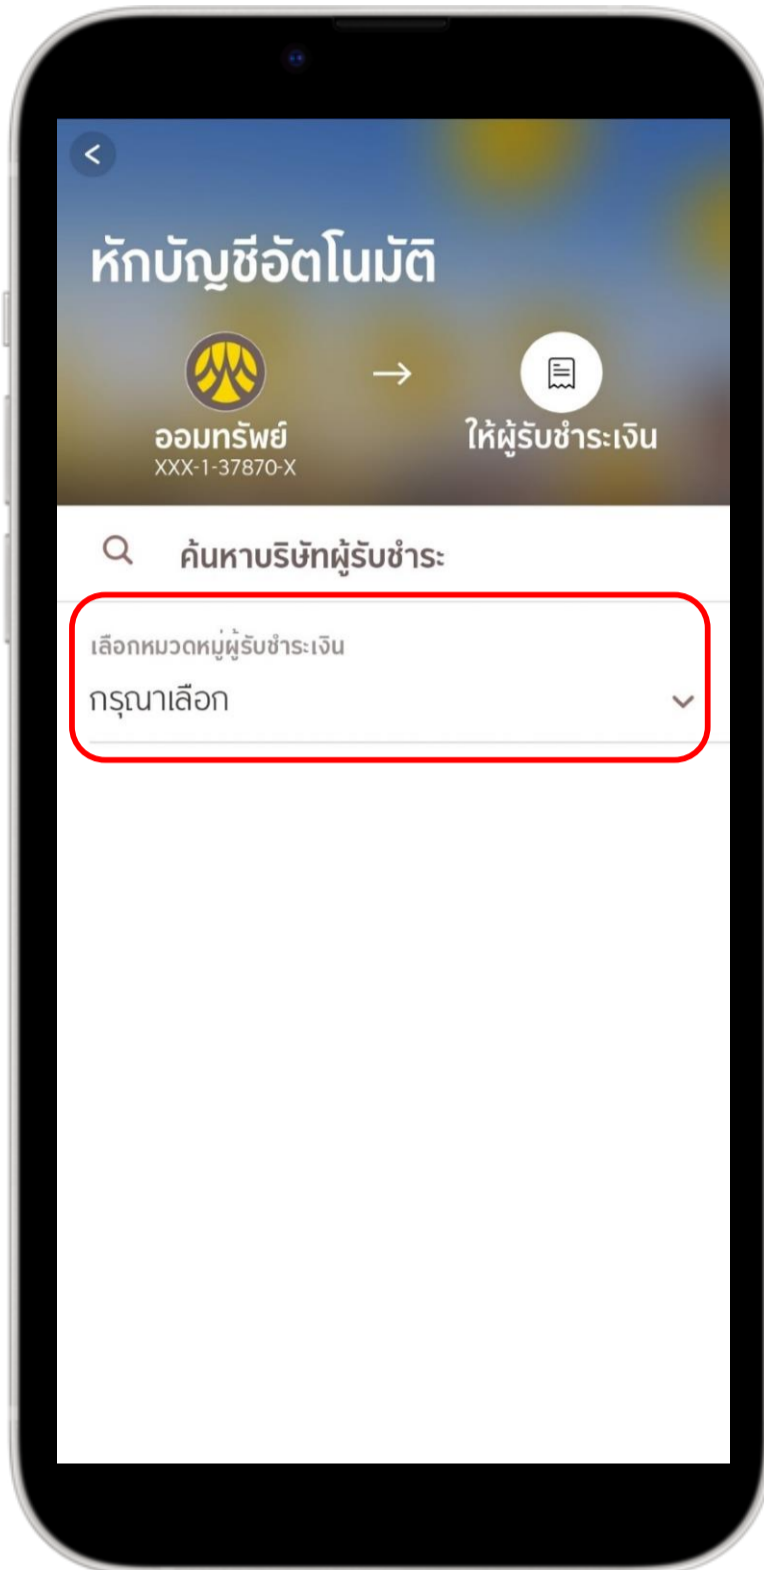 หักบัญชีอัตโนมัติ
ออมทรัพย์
XXX-1-37870-X
ให้ผู้รับชำระเงิน
ค้นหาบริษัทผู้รับชำระ
เลือกหมวดหมู่ผู้รับชำระเงิน
กรุณาเลือก